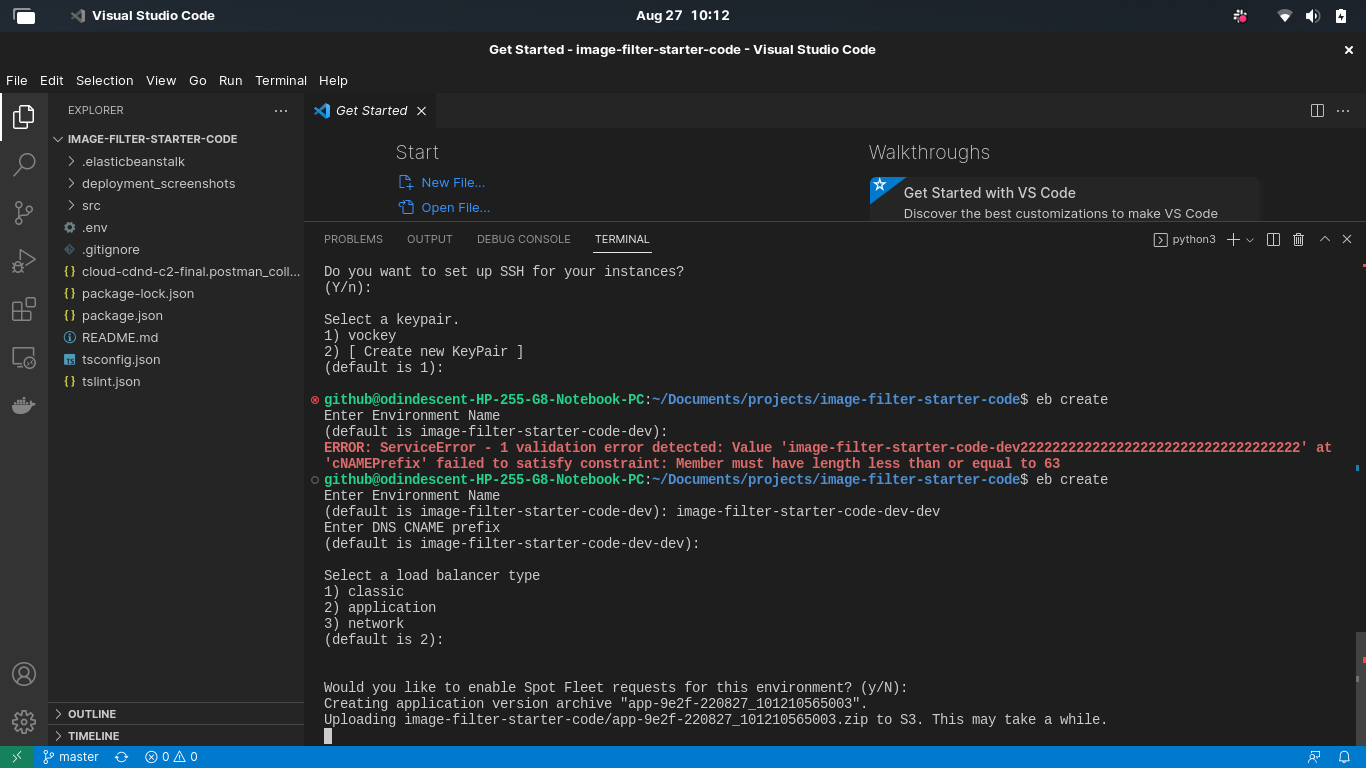 Visual Studio Code
Aug 27 10:12
Get Started - image-filter-starter-code - Visual Studio Code
File Edit Selection View Go Run Terminal Help
EXPLORER
IMAGE-FILTER-STARTER-CODE
.elasticbeanstalk
deployment_screenshots
src
.env
.gitignore
cloud-cdnd-c2-final.postman_coll...
package-lock.json
package.json
README.md
tsconfig.json
tslint.json
OUTLINE
TIMELINE
Get Started
Start
New File...
Open File...
Walkthroughs
Get Started with VS Code
Discover the best customizations to make VS Code
PROBLEMS OUTPUT DEBUG CONSOLE TERMINAL
python3
Do you want to set up SSH for your instances?
(Y/n):
Select a keypair.
1) vockey
2) [ Create new KeyPair ]
(default is 1):
github@odindescent-HP-255-G8-Notebook-PC:~/Documents/projects/image-filter-starter-code$ eb create
Enter Environment Name
(default is image-filter-starter-code-dev):
ERROR: ServiceError - 1 validation error detected: Value 'image-filter-starter-code-dev22222222222222222222222222222222222' at
'cNAMEPrefix' failed to satisfy constraint: Member must have length less than or equal to 63
github@odindescent-HP-255-G8-Notebook-PC:~/Documents/projects/image-filter-starter-code$ eb create
Enter Environment Name
(default is image-filter-starter-code-dev): image-filter-starter-code-dev-dev
Enter DNS CNAME prefix
(default is image-filter-starter-code-dev-dev):
Select a load balancer type
1) classic
2) application
3) network
(default is 2):
Would you like to enable Spot Fleet requests for this environment? (y/N):
Creating application version archive "app-9e2f-220827_101210565003".
Uploading image-filter-starter-code/app-9e2f-220827_101210565003.zip to S3. This may take a while.
master
0 0